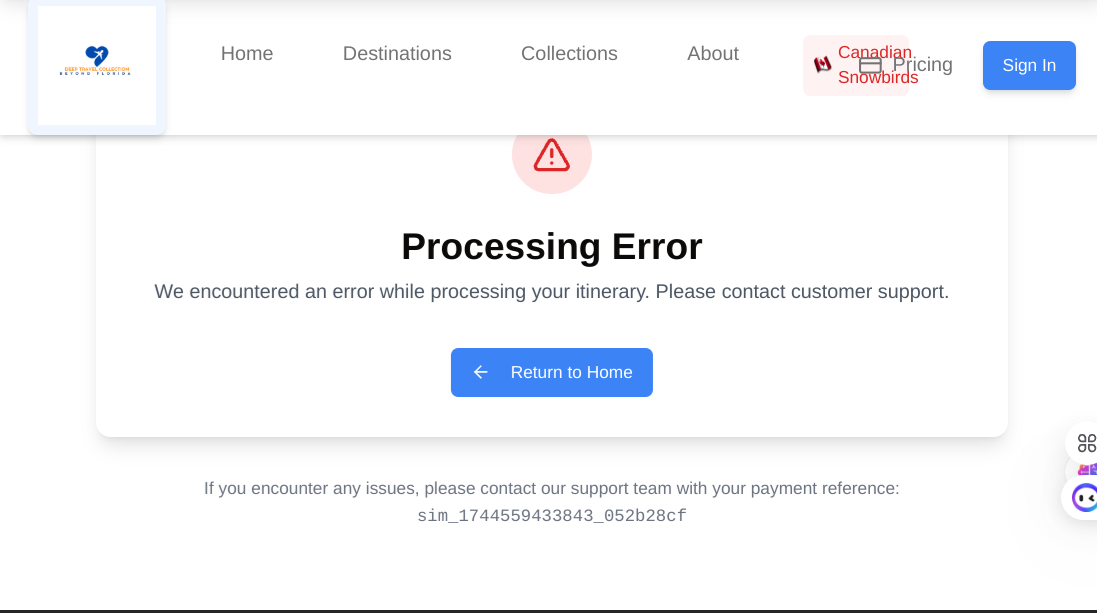 DEEP TRAVEL COLLECTION
BEYOND FLORIDA
Home
Destinations
Collections
About
Canadian
Snowbirds
Pricing
Sign In
Processing Error
We encountered an error while processing your itinerary. Please contact customer support.
Return to Home
If you encounter any issues, please contact our support team with your payment reference:
sim_1744559433843_052b28cf